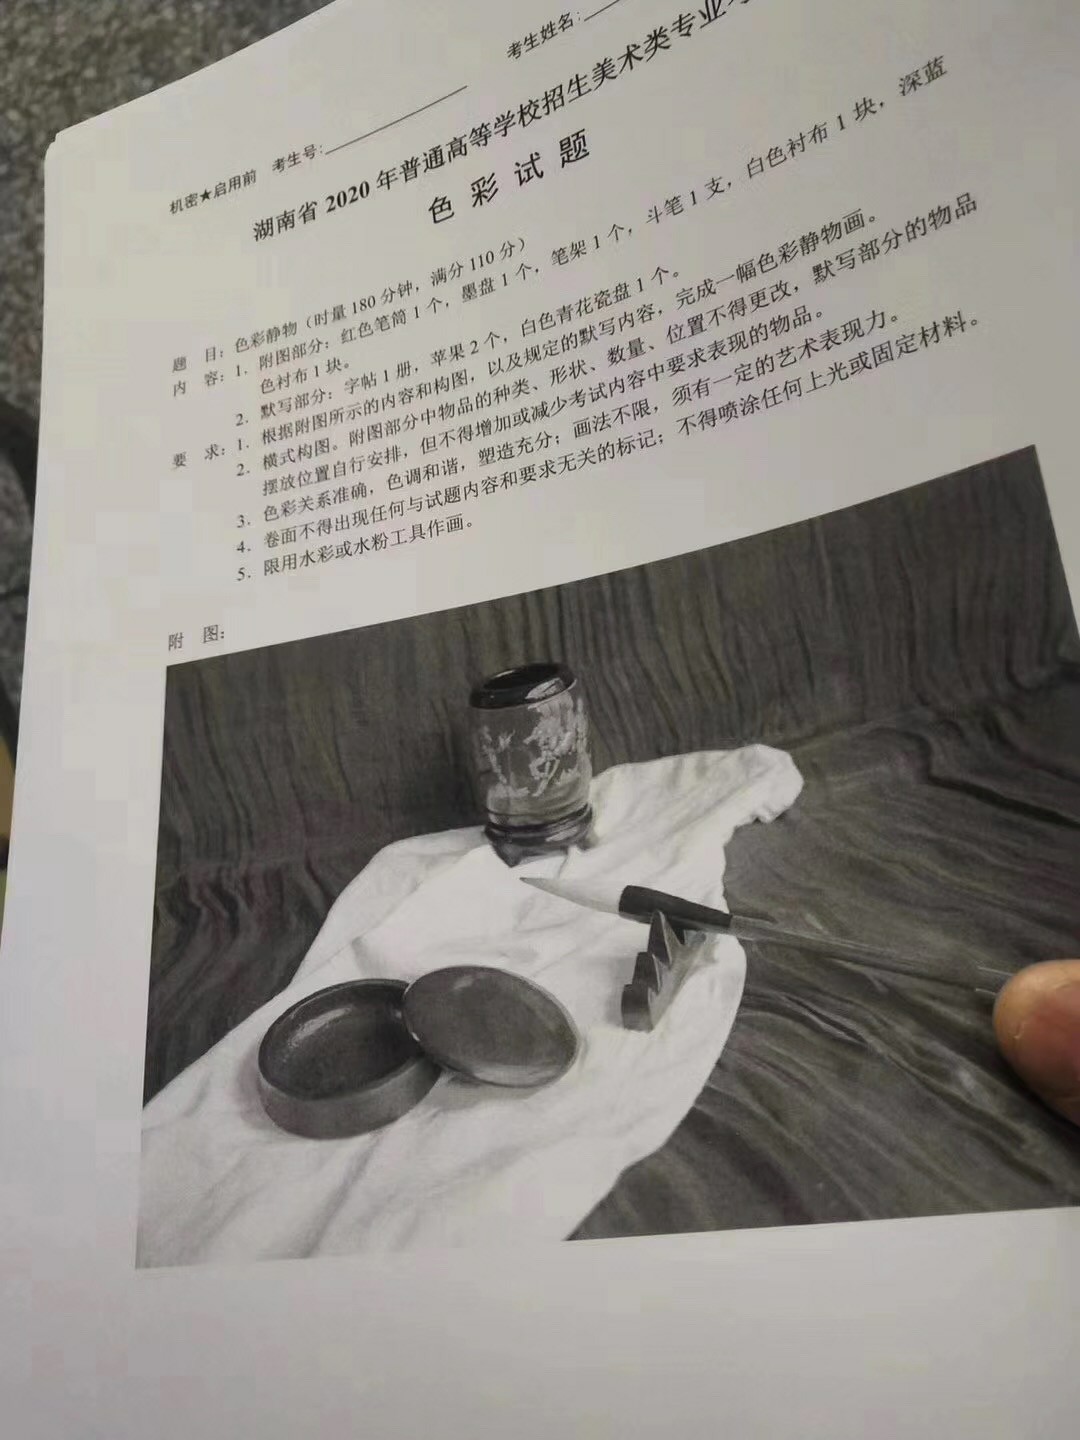 机密★启用前 考生号: 考生姓名:
湖南省 2020 年普通高等学校招生美术类专业
色 彩 试 题
题 目：色彩静物（时量 180 分钟，满分 110 分）
内 容：1. 附图部分：红色笔筒 1 个，墨盘 1 个，笔架 1 个，斗笔 1 支，白色衬布 1 块，深蓝
色衬布 1 块。
2. 默写部分：字帖 1 册，苹果 2 个，白色青花瓷盘 1 个。
要 求：1. 根据附图所示的内容和构图，以及规定的默写内容，完成一幅色彩静物画。
2. 横式构图。附图部分中物品的种类、形状、数量、位置不得更改，默写部分的物品
摆放位置自行安排，但不得增加或减少考试内容中要求表现的物品。
3. 色彩关系准确，色调和谐，塑造充分；画法不限，须有一定的艺术表现力。
4. 卷面不得出现任何与试题内容和要求无关的标记；不得喷涂任何上光或固定材料。
5. 限用水彩或水粉工具作画。
附 图：